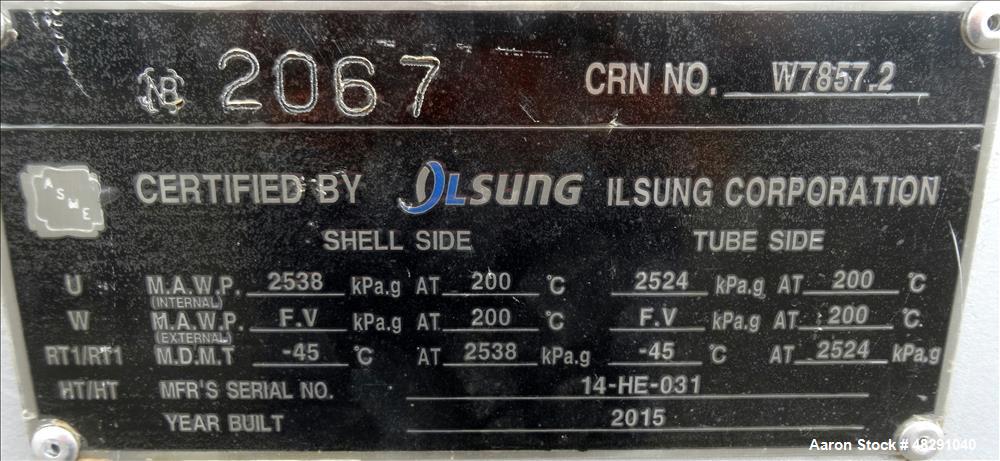 NB 2067 CRN NO. W7857.2
ASME CERTIFIED BY ILSUNG ILSUNG CORPORATION
SHELL SIDE TUBE SIDE
U M.A.W.P. (INTERNAL) 2538 kPa.g AT 200 °C 2524 kPa.g AT 200 °C
W M.A.W.P. (EXTERNAL) F.V kPa.g AT 200 °C F.V kPa.g AT 200 °C.
RT1/RT1 M.D.M.T -45 °C AT 2538 kPa.g -45 °C AT 2524 kPa.g
HT/HT MFR'S SERIAL NO. 14-HE-031
YEAR BUILT 2015
Aaron Stock # 48291040